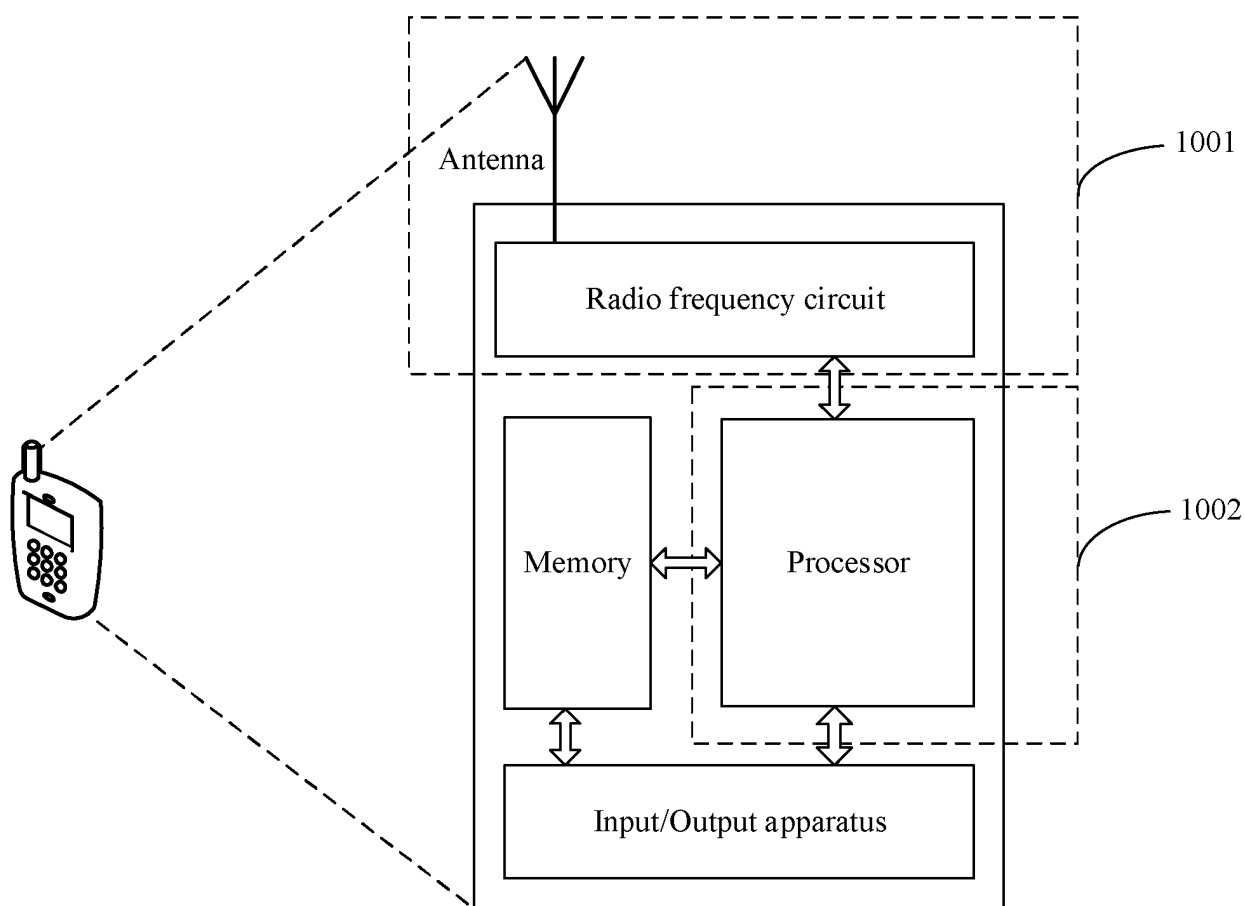 1001
Antenna
Radio frequency circuit
1002
Memory
Processor
Input/Output apparatus